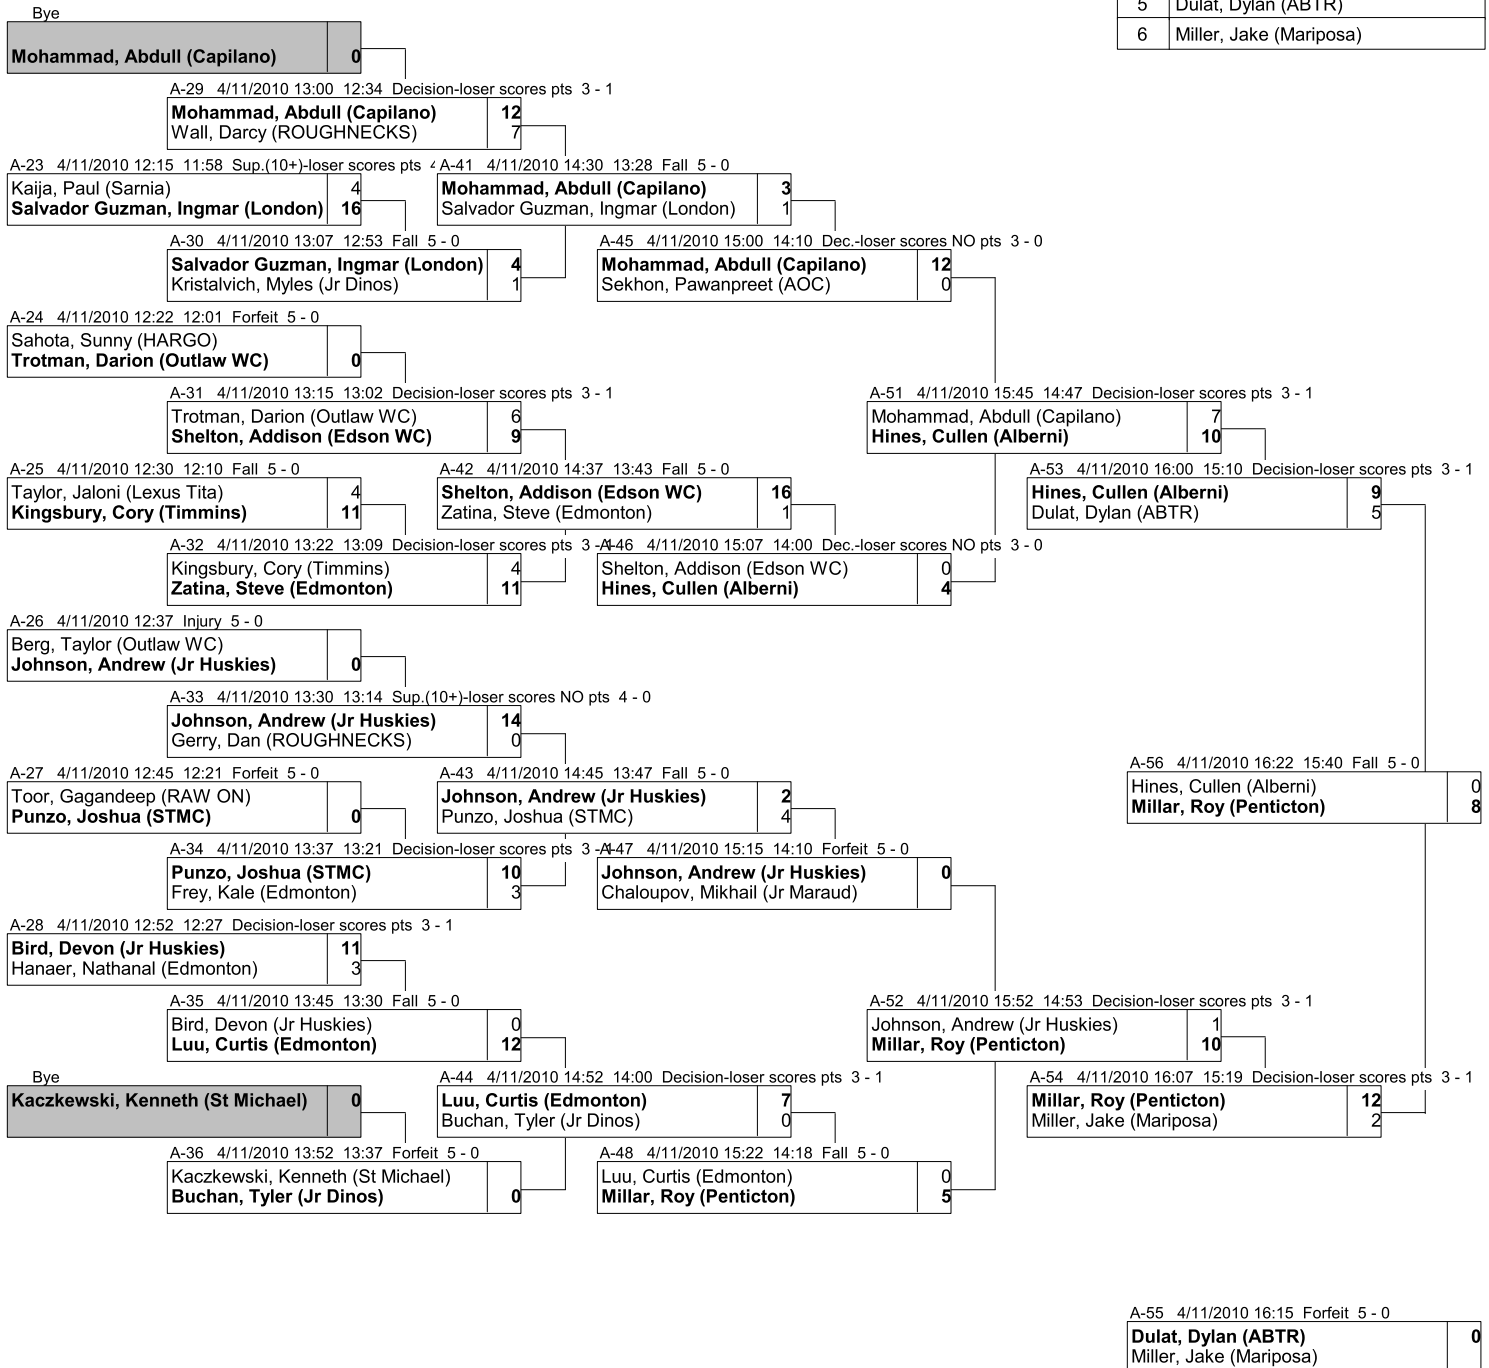 Bye
5 Dulat, Dylan (ABTR)
6 Miller, Jake (Mariposa)
Mohammad, Abdull (Capilano) 0
A-29 4/11/2010 13:00 12:34 Decision-loser scores pts 3 - 1
Mohammad, Abdull (Capilano) 12
Wall, Darcy (ROUGHNECKS) 7
A-23 4/11/2010 12:15 11:58 Sup.(10+)-loser scores pts
Kaija, Paul (Sarnia) 4
Salvador Guzman, Ingmar (London) 16
A-41 4/11/2010 14:30 13:28 Fall 5 - 0
Mohammad, Abdull (Capilano) 3
Salvador Guzman, Ingmar (London) 1
A-30 4/11/2010 13:07 12:53 Fall 5 - 0
Salvador Guzman, Ingmar (London) 4
Kristalvich, Myles (Jr Dinos) 1
A-45 4/11/2010 15:00 14:10 Dec.-loser scores NO pts 3 - 0
Mohammad, Abdull (Capilano) 12
Sekhon, Pawanpreet (AOC) 0
A-24 4/11/2010 12:22 12:01 Forfeit 5 - 0
Sahota, Sunny (HARGO)
Trotman, Darion (Outlaw WC) 0
A-31 4/11/2010 13:15 13:02 Decision-loser scores pts 3 - 1
Trotman, Darion (Outlaw WC) 6
Shelton, Addison (Edson WC) 9
A-51 4/11/2010 15:45 14:47 Decision-loser scores pts 3 - 1
Mohammad, Abdull (Capilano) 7
Hines, Cullen (Alberni) 10
A-25 4/11/2010 12:30 12:10 Fall 5 - 0
Taylor, Jaloni (Lexus Tita) 4
Kingsbury, Cory (Timmins) 11
A-42 4/11/2010 14:37 13:43 Fall 5 - 0
Shelton, Addison (Edson WC) 16
Zatina, Steve (Edmonton) 1
A-53 4/11/2010 16:00 15:10 Decision-loser scores pts 3 - 1
Hines, Cullen (Alberni) 9
Dulat, Dylan (ABTR) 5
A-32 4/11/2010 13:22 13:09 Decision-loser scores pts 3 -
Kingsbury, Cory (Timmins) 4
Zatina, Steve (Edmonton) 11
A-46 4/11/2010 15:07 14:00 Dec.-loser scores NO pts 3 - 0
Shelton, Addison (Edson WC) 0
Hines, Cullen (Alberni) 4
A-26 4/11/2010 12:37 Injury 5 - 0
Berg, Taylor (Outlaw WC)
Johnson, Andrew (Jr Huskies) 0
A-33 4/11/2010 13:30 13:14 Sup.(10+)-loser scores NO pts 4 - 0
Johnson, Andrew (Jr Huskies) 14
Gerry, Dan (ROUGHNECKS) 0
A-56 4/11/2010 16:22 15:40 Fall 5 - 0
Hines, Cullen (Alberni) 0
Millar, Roy (Penticton) 8
A-27 4/11/2010 12:45 12:21 Forfeit 5 - 0
Toor, Gagandeep (RAW ON)
Punzo, Joshua (STMC) 0
A-43 4/11/2010 14:45 13:47 Fall 5 - 0
Johnson, Andrew (Jr Huskies) 2
Punzo, Joshua (STMC) 4
A-34 4/11/2010 13:37 13:21 Decision-loser scores pts 3 -
Punzo, Joshua (STMC) 10
Frey, Kale (Edmonton) 3
A-47 4/11/2010 15:15 14:10 Forfeit 5 - 0
Johnson, Andrew (Jr Huskies) 0
Chaloupov, Mikhail (Jr Maraud)
A-28 4/11/2010 12:52 12:27 Decision-loser scores pts 3 - 1
Bird, Devon (Jr Huskies) 11
Hanaer, Nathanal (Edmonton) 3
A-35 4/11/2010 13:45 13:30 Fall 5 - 0
Bird, Devon (Jr Huskies) 0
Luu, Curtis (Edmonton) 12
A-52 4/11/2010 15:52 14:53 Decision-loser scores pts 3 - 1
Johnson, Andrew (Jr Huskies) 1
Millar, Roy (Penticton) 10
Bye
Kaczkewski, Kenneth (St Michael) 0
A-44 4/11/2010 14:52 14:00 Decision-loser scores pts 3 - 1
Luu, Curtis (Edmonton) 7
Buchan, Tyler (Jr Dinos) 0
A-54 4/11/2010 16:07 15:19 Decision-loser scores pts 3 - 1
Millar, Roy (Penticton) 12
Miller, Jake (Mariposa) 2
A-36 4/11/2010 13:52 13:37 Forfeit 5 - 0
Kaczkewski, Kenneth (St Michael)
Buchan, Tyler (Jr Dinos) 0
A-48 4/11/2010 15:22 14:18 Fall 5 - 0
Luu, Curtis (Edmonton) 0
Millar, Roy (Penticton) 5
A-55 4/11/2010 16:15 Forfeit 5 - 0
Dulat, Dylan (ABTR) 0
Miller, Jake (Mariposa)